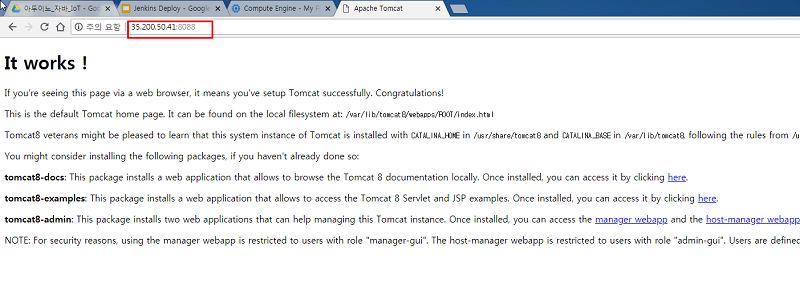 아두이노_자바_IoT - Goo
Jenkins Deploy - Google
Compute Engine - My P
Apache Tomcat
주의 요함
35.200.50.41:8088
It works !
If you're seeing this page via a web browser, it means you've setup Tomcat successfully. Congratulations!
This is the default Tomcat home page. It can be found on the local filesystem at: /var/lib/tomcat8/webapps/ROOT/index.html
Tomcat8 veterans might be pleased to learn that this system instance of Tomcat is installed with CATALINA_HOME in /usr/share/tomcat8 and CATALINA_BASE in /var/lib/tomcat8, following the rules from /u
You might consider installing the following packages, if you haven't already done so:
tomcat8-docs: This package installs a web application that allows to browse the Tomcat 8 documentation locally. Once installed, you can access it by clicking here.
tomcat8-examples: This package installs a web application that allows to access the Tomcat 8 Servlet and JSP examples. Once installed, you can access it by clicking here.
tomcat8-admin: This package installs two web applications that can help managing this Tomcat instance. Once installed, you can access the manager webapp and the host-manager webapp
NOTE: For security reasons, using the manager webapp is restricted to users with role "manager-gui". The host-manager webapp is restricted to users with role "admin-gui". Users are defined